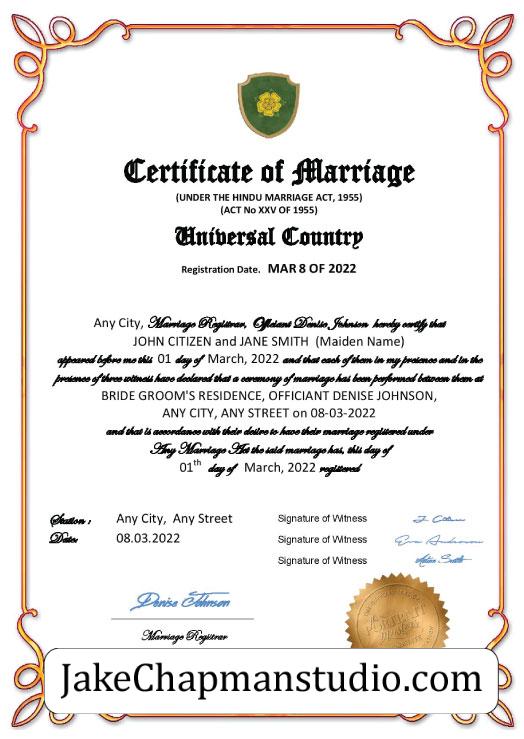 Certificate of Marriage
(UNDER THE HINDU MARRIAGE ACT, 1955)
(ACT No XXV OF 1955)
Universal Country
Registration Date. MAR 8 OF 2022
Any City, Marriage Registrar, Officiant Denise Johnson hereby certify that
JOHN CITIZEN and JANE SMITH (Maiden Name)
appeared before me this 01 day of March, 2022 and that each of them in my presence and in the
presence of three witness have declared that a ceremony of marriage has been performed between them at
BRIDE GROOM'S RESIDENCE, OFFICIANT DENISE JOHNSON,
ANY CITY, ANY STREET on 08-03-2022
and that is accordance with their desire to have their marriage registered under
Any Marriage Act the said marriage has, this day of
01th day of March, 2022 registered
Station : Any City, Any Street
Date: 08.03.2022
Signature of Witness J. Citizen
Signature of Witness Eva Anderson
Signature of Witness Smith
Denise Johnson
Marriage Registrar
JakeChapmanstudio.com